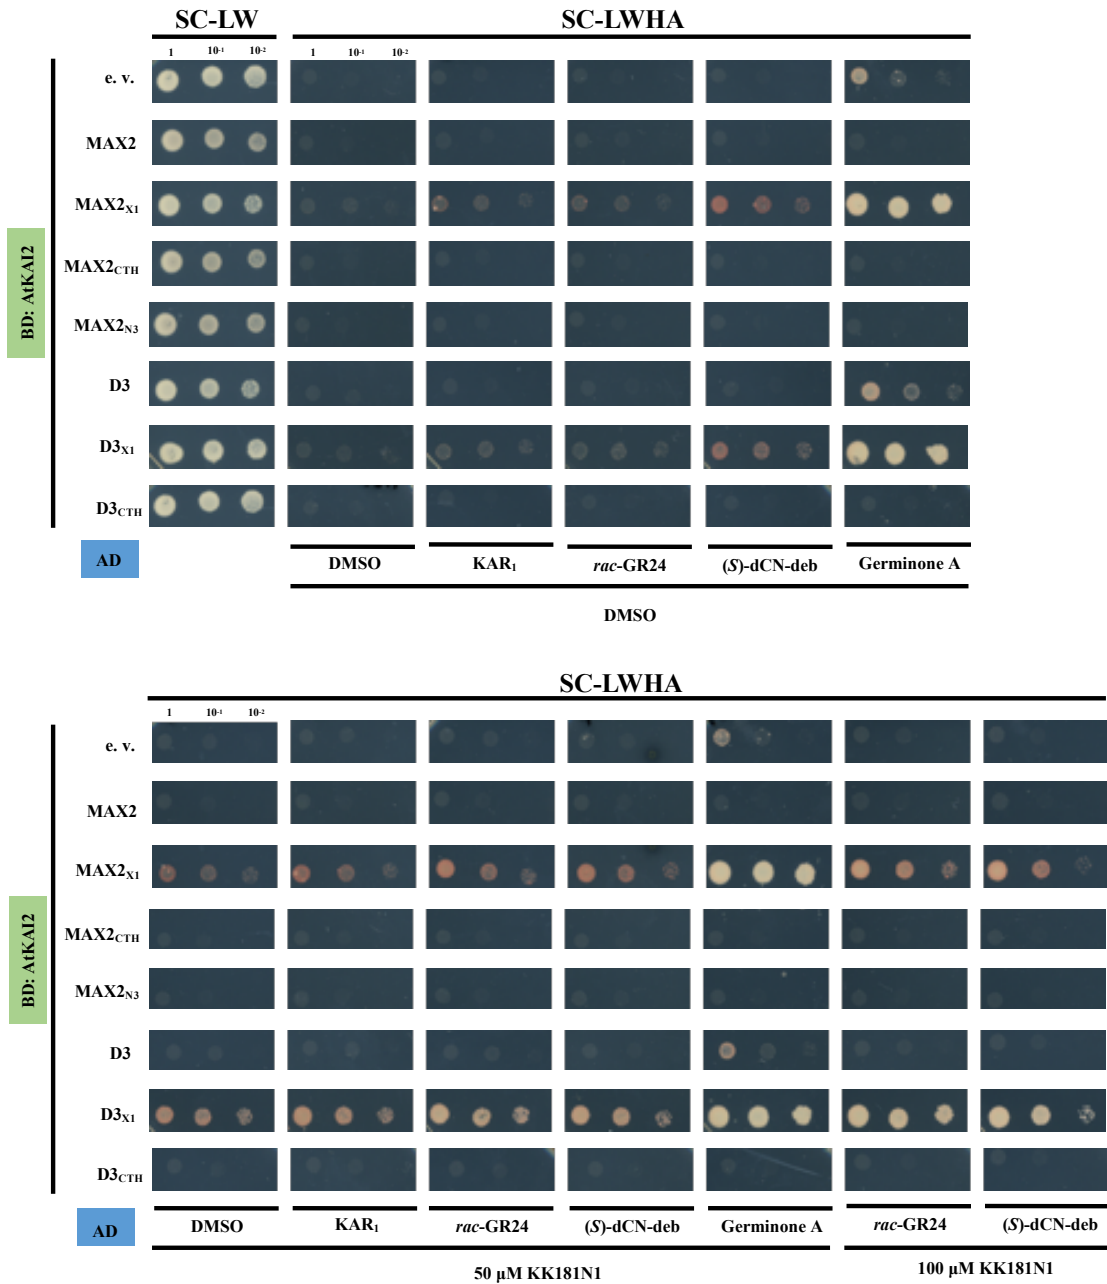 SC-LW SC-LWHA
1 10-1 10-2 1 10-1 10-2
e. v.
MAX2
MAX2X1
MAX2CTH
MAX2N3
D3
D3X1
D3CTH
BD: AtKAI2
AD
DMSO KAR1 rac-GR24 (S)-dCN-deb Germinone A
DMSO
SC-LWHA
1 10-1 10-2
e. v.
MAX2
MAX2X1
MAX2CTH
MAX2N3
D3
D3X1
D3CTH
BD: AtKAI2
AD
DMSO KAR1 rac-GR24 (S)-dCN-deb Germinone A rac-GR24 (S)-dCN-deb
50 μM KK181N1 100 μM KK181N1